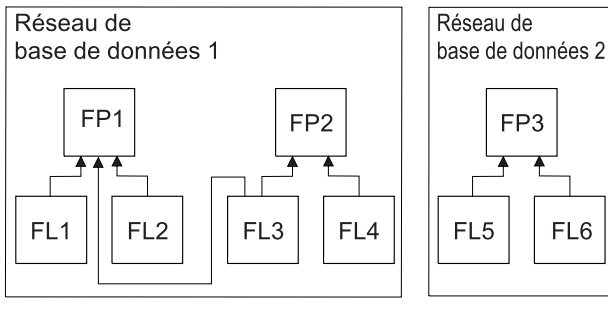 Réseau de
base de données 1
FP1
FP2
FL1
FL2
FL3
FL4
Réseau de
base de données 2
FP3
FL5
FL6